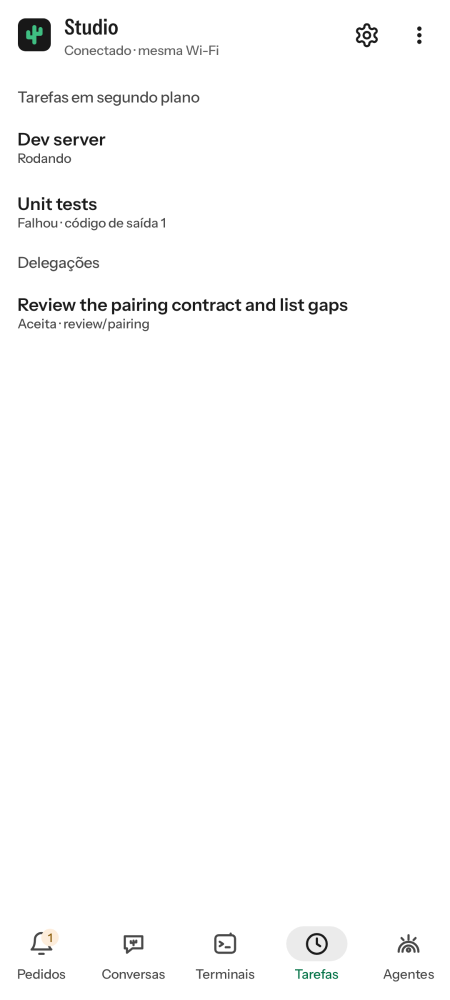 Studio
Conectado · mesma Wi-Fi
Tarefas em segundo plano
Dev server
Rodando
Unit tests
Falhou · código de saída 1
Delegações
Review the pairing contract and list gaps
Aceita · review/pairing
1
Pedidos
Conversas
Terminais
Tarefas
Agentes